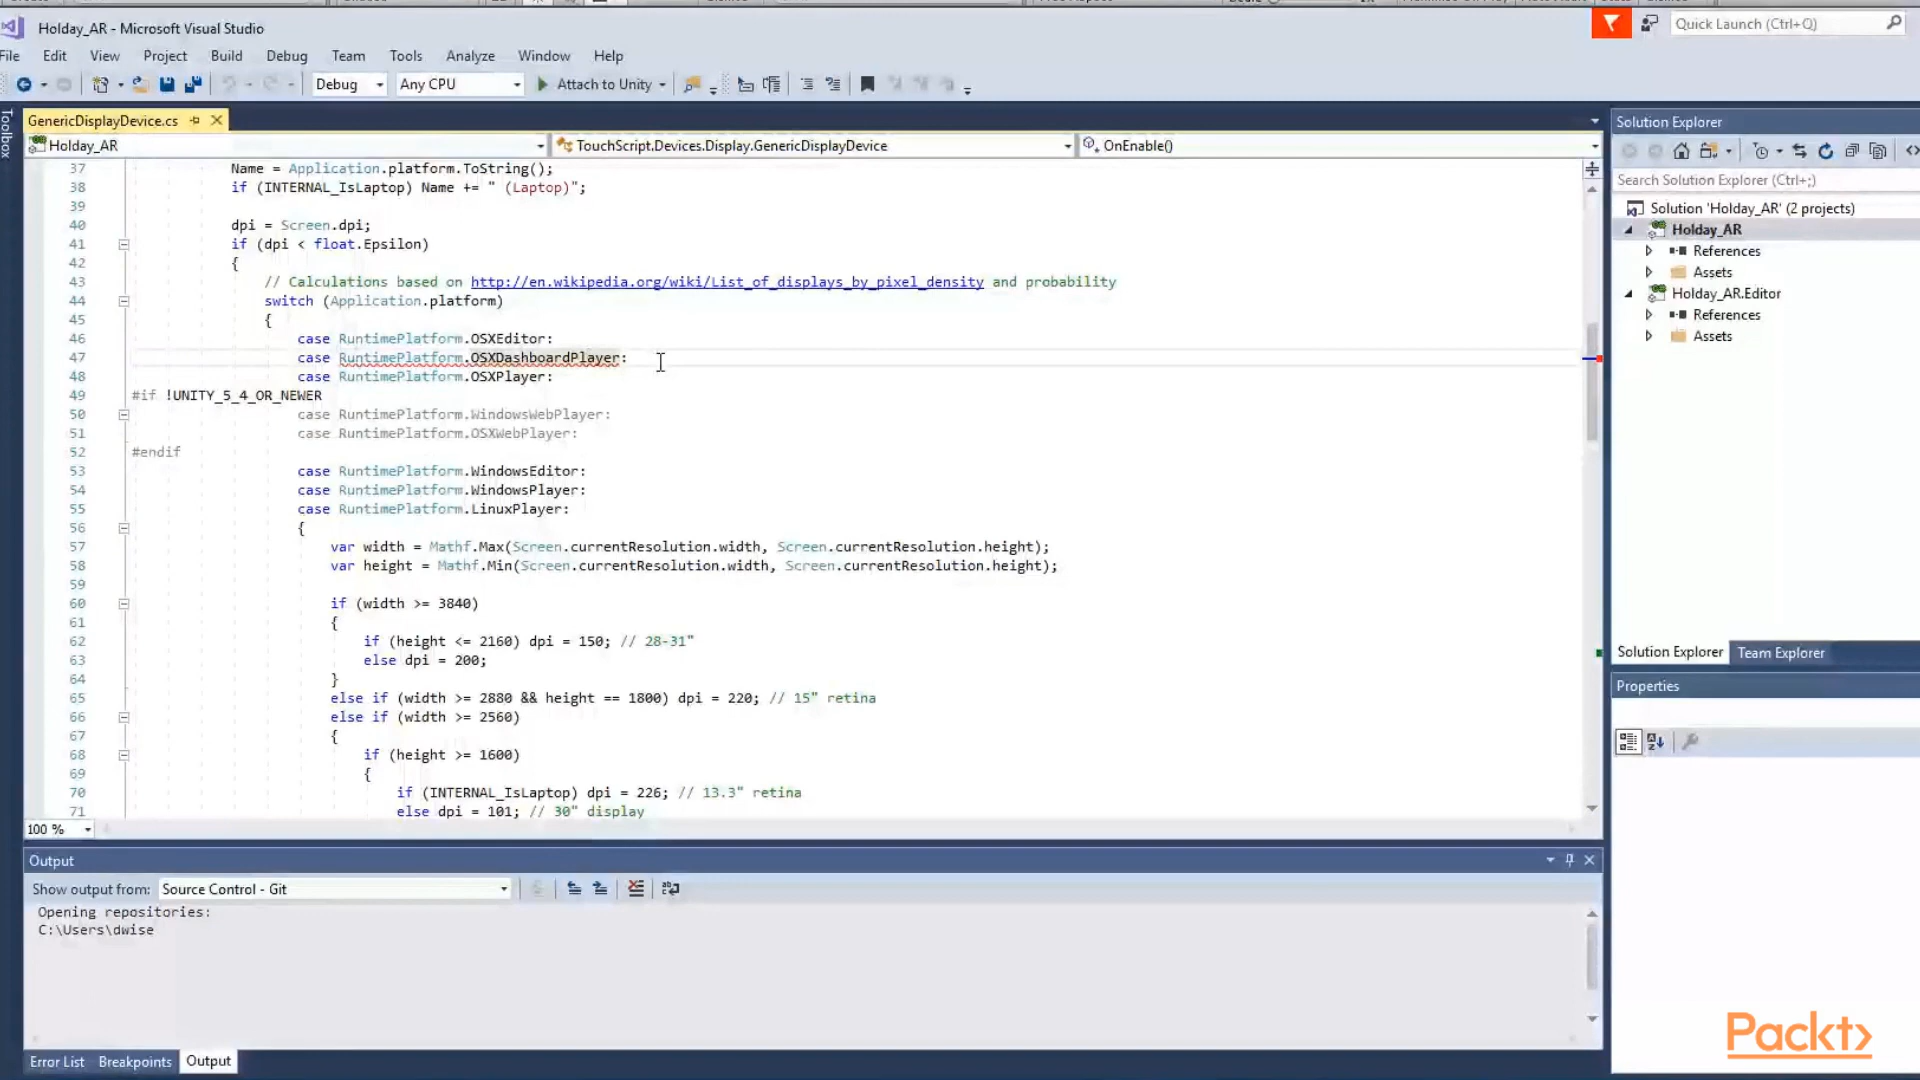 Holday_AR - Microsoft Visual Studio
Quick Launch (Ctrl+Q)
File Edit View Project Build Debug Team Tools Analyze Window Help
Debug Any CPU Attach to Unity
Toolbox
GenericDisplayDevice.cs
Holday_AR TouchScript.Devices.Display.GenericDisplayDevice OnEnable()
37 Name = Application.platform.ToString();
38 if (INTERNAL_IsLaptop) Name += " (Laptop)";
39
40 dpi = Screen.dpi;
41 if (dpi < float.Epsilon)
42 {
43 // Calculations based on http://en.wikipedia.org/wiki/List_of_displays_by_pixel_density and probability
44 switch (Application.platform)
45 {
46 case RuntimePlatform.OSXEditor:
47 case RuntimePlatform.OSXDashboardPlayer:
48 case RuntimePlatform.OSXPlayer:
49 #if !UNITY_5_4_OR_NEWER
50 case RuntimePlatform.WindowsWebPlayer:
51 case RuntimePlatform.OSXWebPlayer:
52 #endif
53 case RuntimePlatform.WindowsEditor:
54 case RuntimePlatform.WindowsPlayer:
55 case RuntimePlatform.LinuxPlayer:
56 {
57 var width = Mathf.Max(Screen.currentResolution.width, Screen.currentResolution.height);
58 var height = Mathf.Min(Screen.currentResolution.width, Screen.currentResolution.height);
59
60 if (width >= 3840)
61 {
62 if (height <= 2160) dpi = 150; // 28-31"
63 else dpi = 200;
64 }
65 else if (width >= 2880 && height == 1800) dpi = 220; // 15" retina
66 else if (width >= 2560)
67 {
68 if (height >= 1600)
69 {
70 if (INTERNAL_IsLaptop) dpi = 226; // 13.3" retina
71 else dpi = 101; // 30" display
100 %
Solution Explorer
Search Solution Explorer (Ctrl+;)
Solution 'Holday_AR' (2 projects)
Holday_AR
References
Assets
Holday_AR.Editor
References
Assets
Solution Explorer Team Explorer
Properties
Output
Show output from: Source Control - Git
Opening repositories:
C:\Users\dwise
Error List Breakpoints Output
Packt>